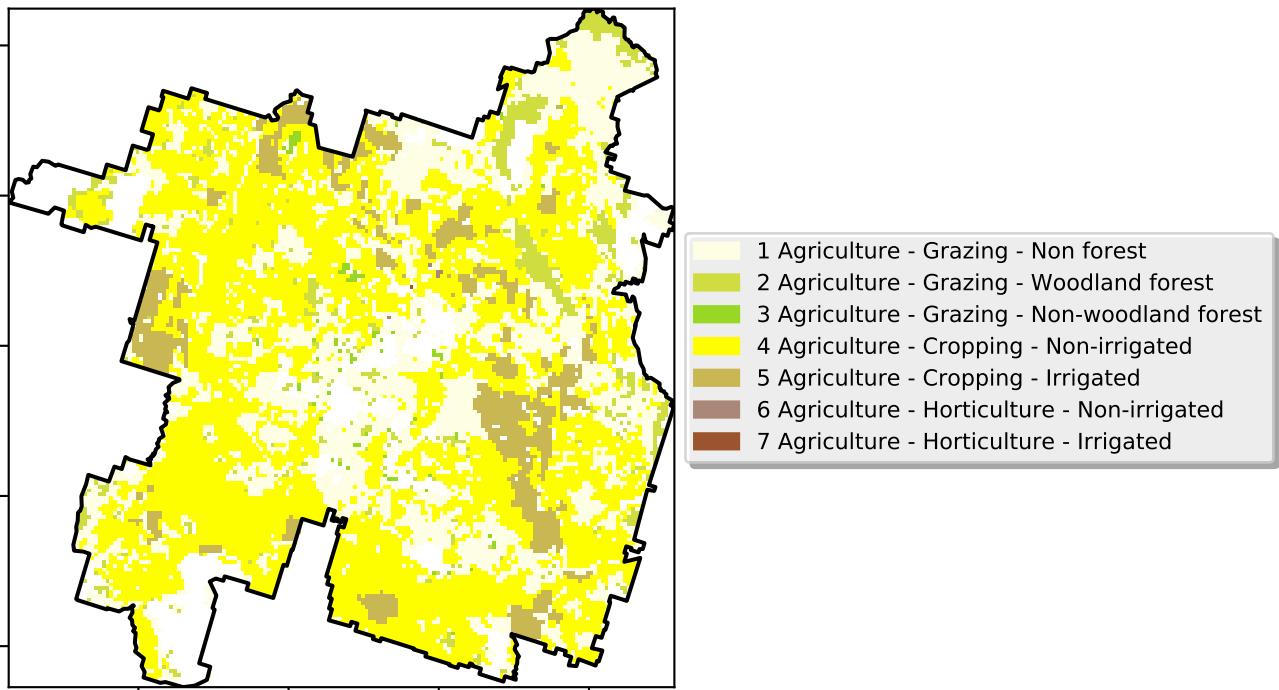 1 Agriculture - Grazing - Non forest
2 Agriculture - Grazing - Woodland forest
3 Agriculture - Grazing - Non-woodland forest
4 Agriculture - Cropping - Non-irrigated
5 Agriculture - Cropping - Irrigated
6 Agriculture - Horticulture - Non-irrigated
7 Agriculture - Horticulture - Irrigated